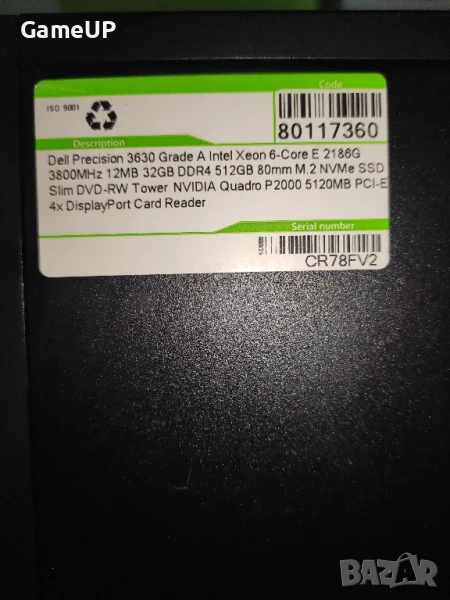 GameUP
ISO 9001
Code
80117360
Description
Dell Precision 3630 Grade A Intel Xeon 6-Core E 2186G
3800MHz 12MB 32GB DDR4 512GB 80mm M.2 NVMe SSD
Slim DVD-RW Tower NVIDIA Quadro P2000 5120MB PCI-E
4x DisplayPort Card Reader
Serial number
CR78FV2
BAZAR